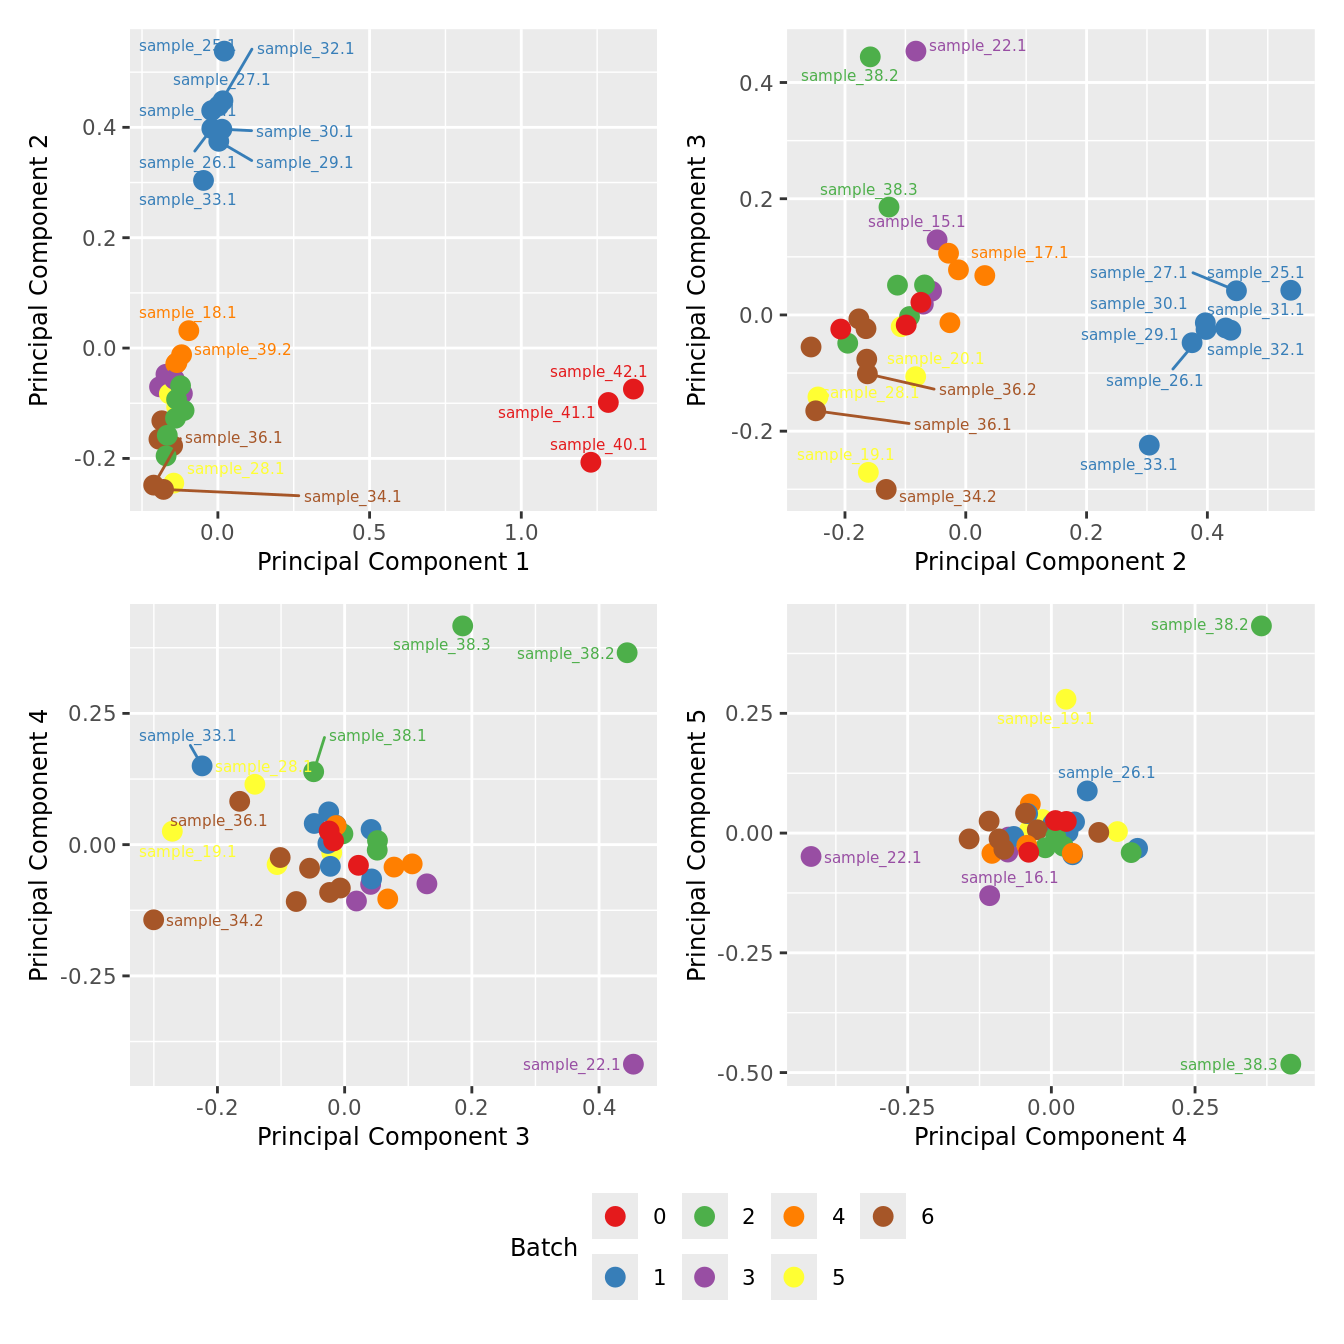 sample_25.1
sample_32.1
sample_27.1
sample_30.1
sample_26.1
sample_29.1
sample_33.1
sample_18.1
sample_39.2
sample_42.1
sample_41.1
sample_40.1
sample_36.1
sample_28.1
sample_34.1
0.4
0.2
0.0
-0.2
0.0 0.5 1.0
Principal Component 1
Principal Component 2
sample_22.1
sample_38.2
sample_38.3
sample_15.1
sample_17.1
sample_27.1
sample_25.1
sample_30.1
sample_31.1
sample_29.1
sample_32.1
sample_26.1
sample_20.1
sample_36.2
sample_28.1
sample_36.1
sample_19.1
sample_33.1
sample_34.2
0.4
0.2
0.0
-0.2
-0.2 0.0 0.2 0.4
Principal Component 2
Principal Component 3
sample_38.3
sample_38.2
sample_33.1
sample_38.1
sample_28.1
sample_36.1
sample_19.1
sample_34.2
sample_22.1
0.25
0.00
-0.25
-0.2 0.0 0.2 0.4
Principal Component 3
Principal Component 4
sample_38.2
sample_19.1
sample_26.1
sample_22.1
sample_16.1
sample_38.3
0.25
0.00
-0.25
-0.50
-0.25 0.00 0.25
Principal Component 4
Principal Component 5
Batch
0 2 4 6
1 3 5